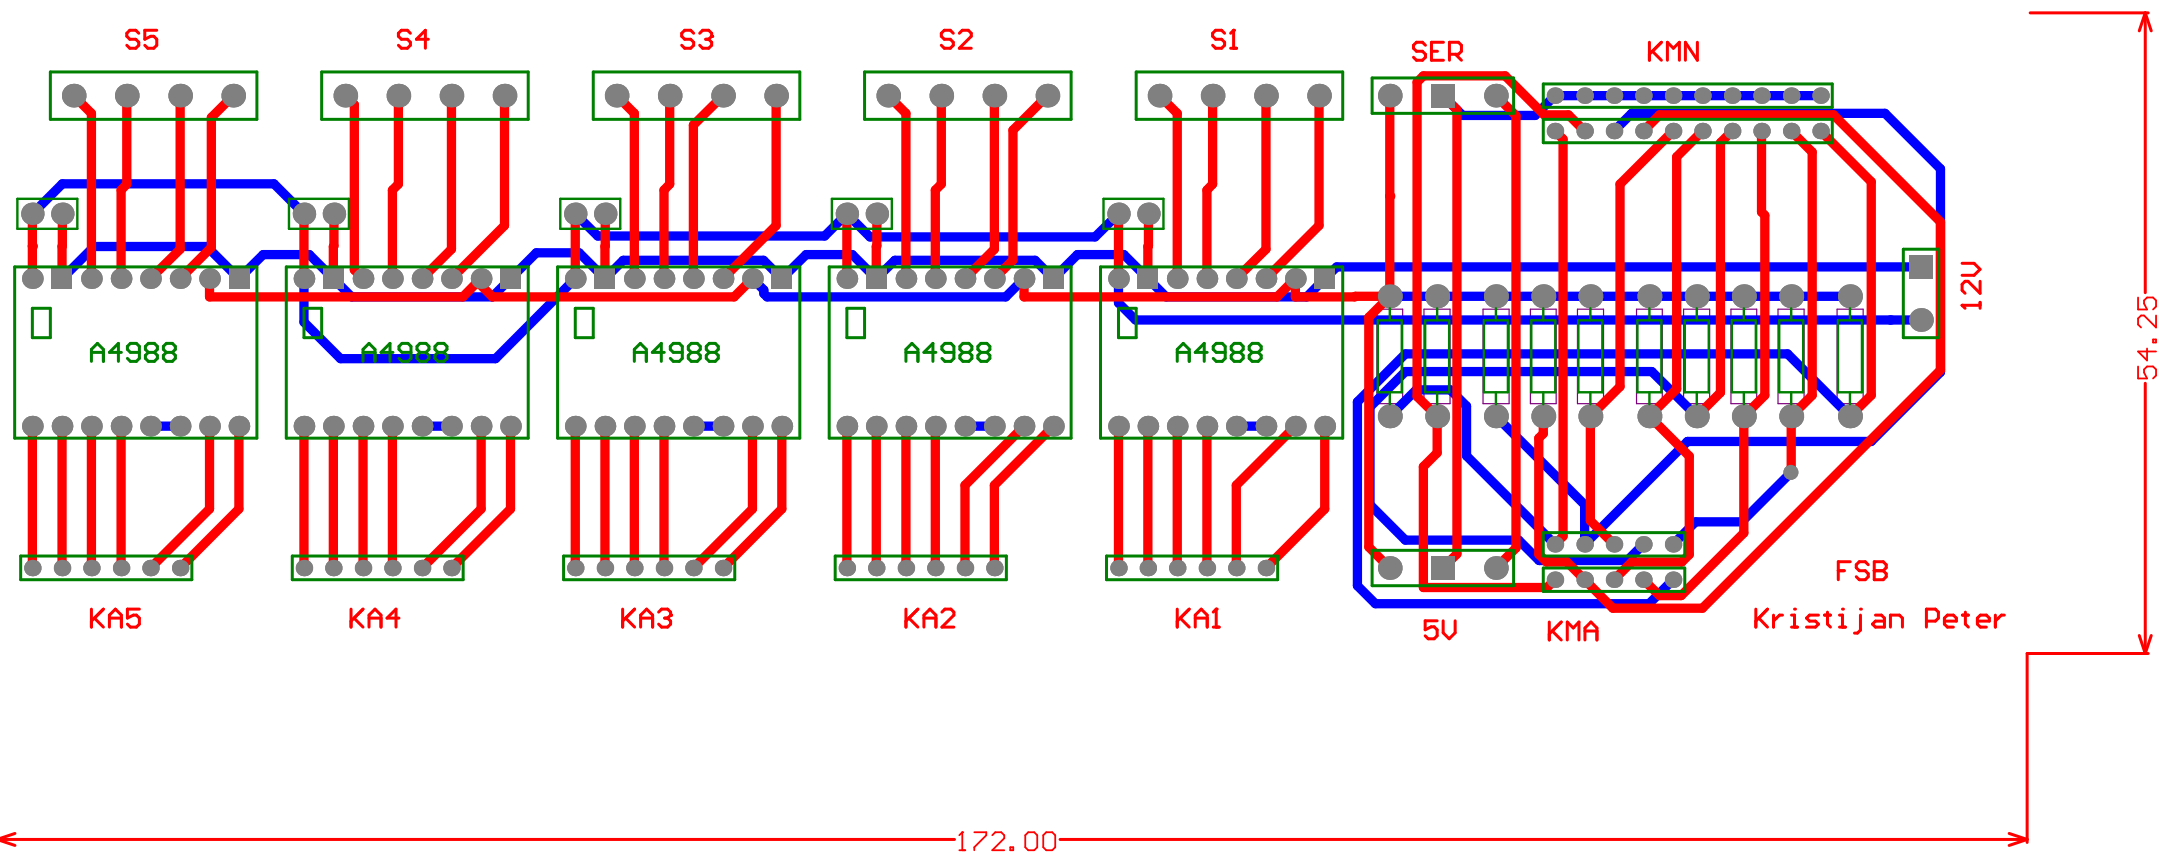 S5
S4
S3
S2
S1
SER
KMN
12V
54.25
A4988
A4988
A4988
A4988
A4988
KA5
KA4
KA3
KA2
KA1
5V
KMA
FSB
Kristijan Peter
172.00